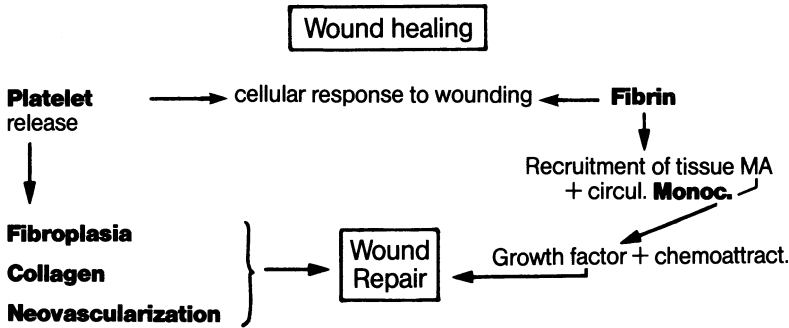 Wound healing
Platelet
release
cellular response to wounding
Fibrin
Recruitment of tissue MA
+ circul. Monoc.
Growth factor + chemoattract.
Fibroplasia
Collagen
Neovascularization
Wound
Repair